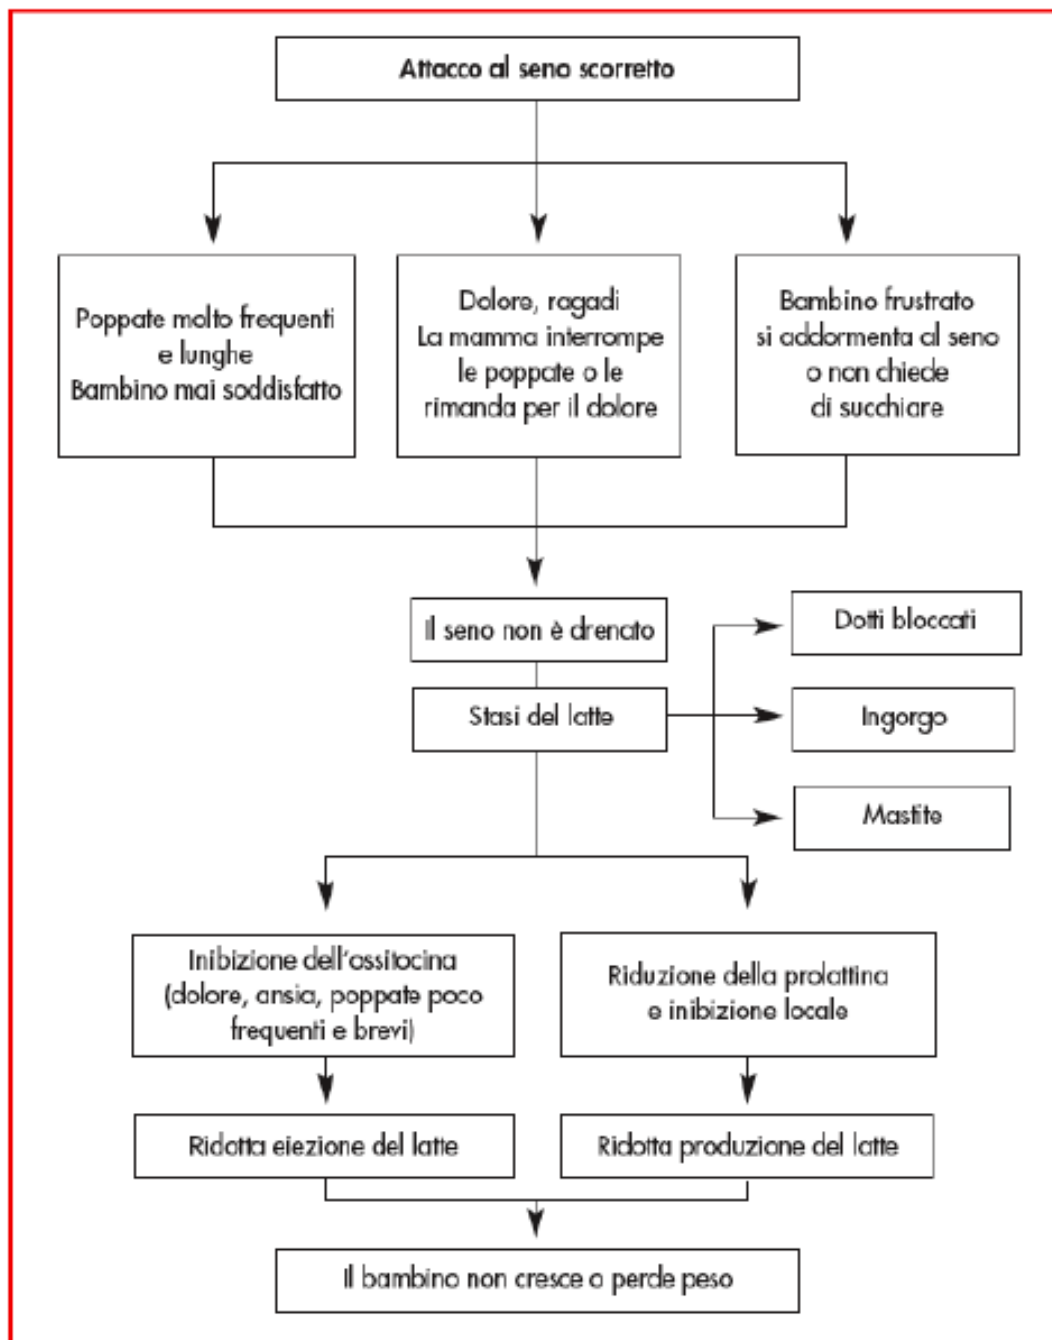 Attacco al seno scorretto
Poppate molto frequenti
e lunghe
Bambino mai soddisfatto
Dolore, ragadi
La mamma interrompe
le poppate o le
rimanda per il dolore
Bambino frustrato
si addormenta al seno
o non chiede
di succhiare
Il seno non è drenato
Stasi del latte
Dotti bloccati
Ingorgo
Mastite
Inibizione dell'ossitocina
(dolore, ansia, poppate poco
frequenti e brevi)
Riduzione della prolattina
e inibizione locale
Ridotta eiezione del latte
Ridotta produzione del latte
Il bambino non cresce o perde peso